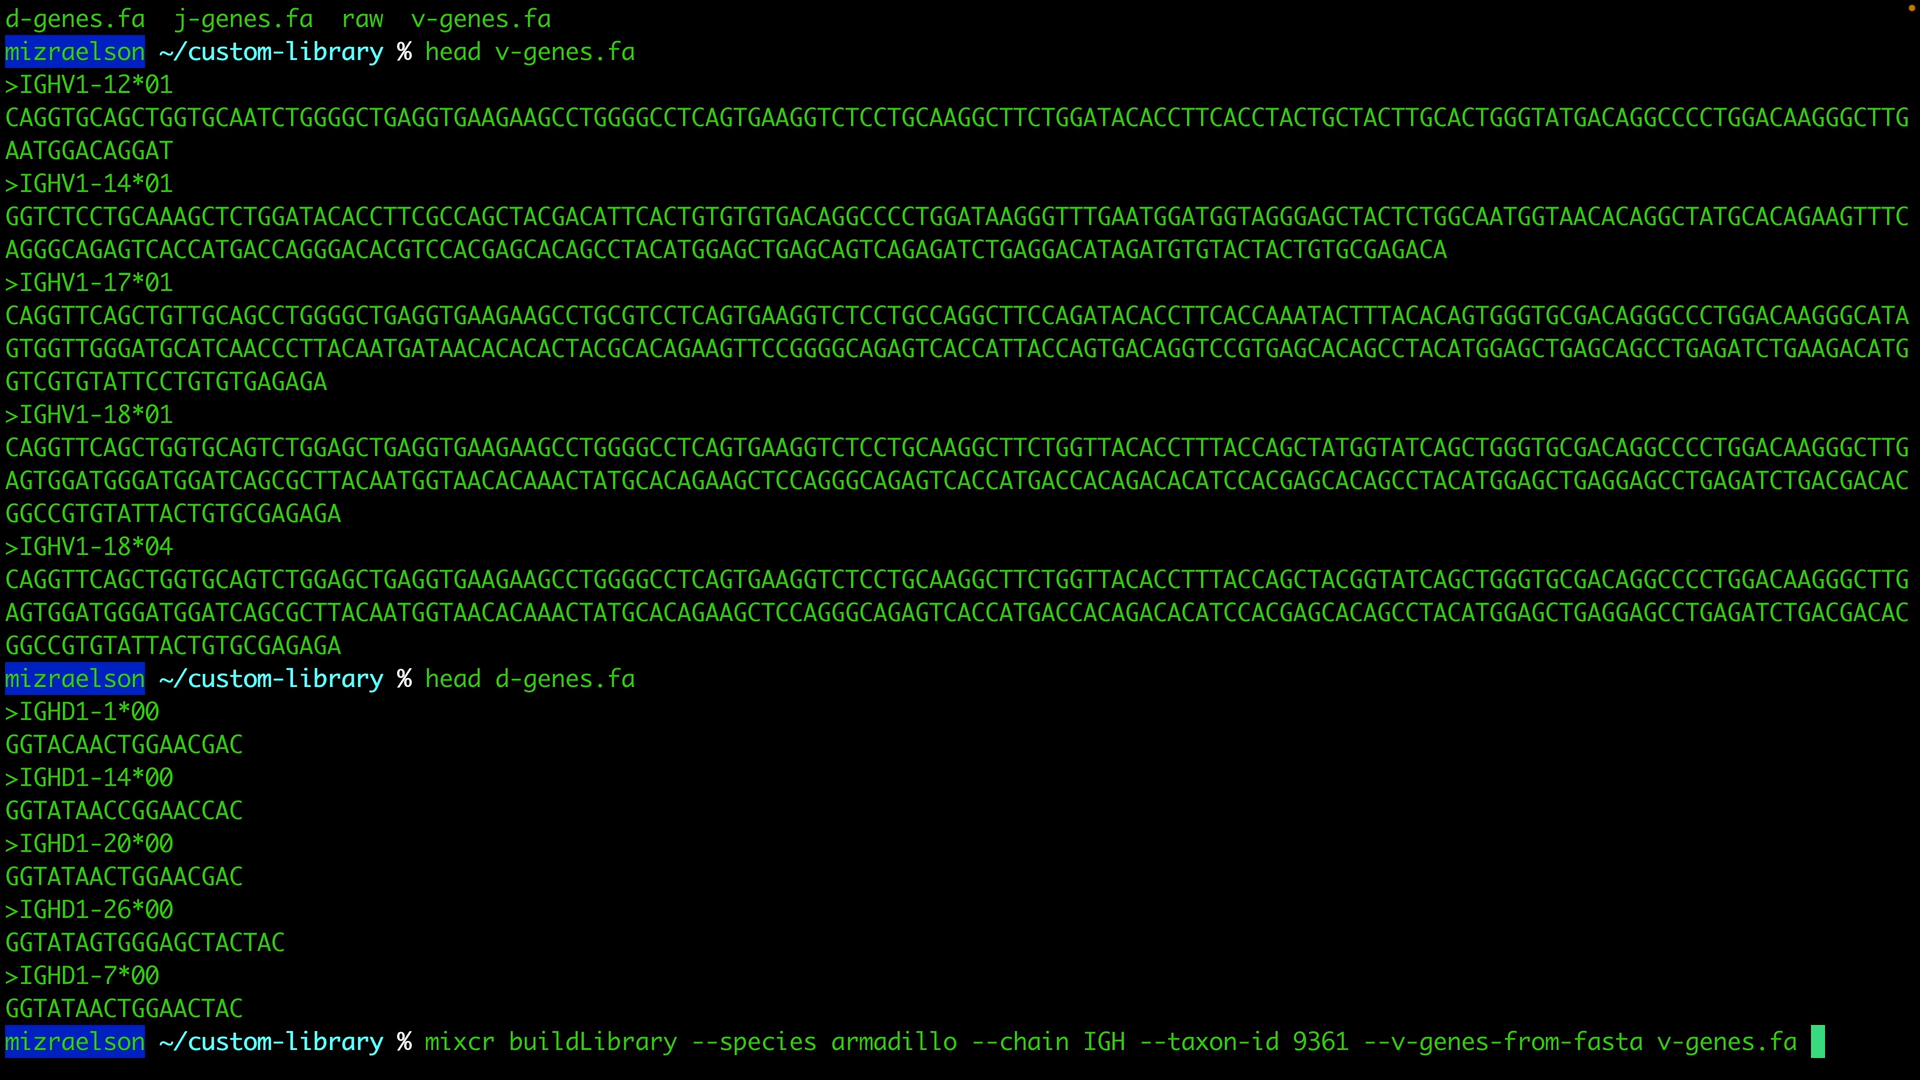 d-genes.fa  j-genes.fa  raw  v-genes.fa
mizraelson ~/custom-library % head v-genes.fa
>IGHV1-12*01
CAGGTGCAGCTGGTGCAATCTGGGGCTGAGGTGAAGAAGCCTGGGGCCTCAGTGAAGGTCTCCTGCAAGGCTTCTGGATACACCTTCACCTACTGCTACTTGCACTGGGTATGACAGGCCCCTGGACAAGGGCTTG
AATGGACAGGAT
>IGHV1-14*01
GGTCTCCTGCAAAGCTCTGGATACACCTTCGCCAGCTACGACATTCACTGTGTGTGACAGGCCCCTGGATAAGGGTTTGAATGGATGGTAGGGAGCTACTCTGGCAATGGTAACACAGGCTATGCACAGAAGTTTC
AGGGCAGAGTCACCATGACCAGGGACACGTCCACGAGCACAGCCTACATGGAGCTGAGCAGTCAGAGATCTGAGGACATAGATGTGTACTACTGTGCGAGACA
>IGHV1-17*01
CAGGTTCAGCTGTTGCAGCCTGGGGCTGAGGTGAAGAAGCCTGCGTCCTCAGTGAAGGTCTCCTGCCAGGCTTCCAGATACACCTTCACCAAATACTTTACACAGTGGGTGCGACAGGGCCCTGGACAAGGGCATA
GTGGTTGGGATGCATCAACCCTTACAATGATAACACACACTACGCACAGAAGTTCCGGGGCAGAGTCACCATTACCAGTGACAGGTCCGTGAGCACAGCCTACATGGAGCTGAGCAGCCTGAGATCTGAAGACATG
GTCGTGTATTCCTGTGTGAGAGA
>IGHV1-18*01
CAGGTTCAGCTGGTGCAGTCTGGAGCTGAGGTGAAGAAGCCTGGGGCCTCAGTGAAGGTCTCCTGCAAGGCTTCTGGTTACACCTTTACCAGCTATGGTATCAGCTGGGTGCGACAGGCCCCTGGACAAGGGCTTG
AGTGGATGGGATGGATCAGCGCTTACAATGGTAACACAAACTATGCACAGAAGCTCCAGGGCAGAGTCACCATGACCACAGACACATCCACGAGCACAGCCTACATGGAGCTGAGGAGCCTGAGATCTGACGACAC
GGCCGTGTATTACTGTGCGAGAGA
>IGHV1-18*04
CAGGTTCAGCTGGTGCAGTCTGGAGCTGAGGTGAAGAAGCCTGGGGCCTCAGTGAAGGTCTCCTGCAAGGCTTCTGGTTACACCTTTACCAGCTACGGTATCAGCTGGGTGCGACAGGCCCCTGGACAAGGGCTTG
AGTGGATGGGATGGATCAGCGCTTACAATGGTAACACAAACTATGCACAGAAGCTCCAGGGCAGAGTCACCATGACCACAGACACATCCACGAGCACAGCCTACATGGAGCTGAGGAGCCTGAGATCTGACGACAC
GGCCGTGTATTACTGTGCGAGAGA
mizraelson ~/custom-library % head d-genes.fa
>IGHD1-1*00
GGTACAACTGGAACGAC
>IGHD1-14*00
GGTATAACCGGAACCAC
>IGHD1-20*00
GGTATAACTGGAACGAC
>IGHD1-26*00
GGTATAGTGGGAGCTACTAC
>IGHD1-7*00
GGTATAACTGGAACTAC
mizraelson ~/custom-library % mixcr buildLibrary --species armadillo --chain IGH --taxon-id 9361 --v-genes-from-fasta v-genes.fa